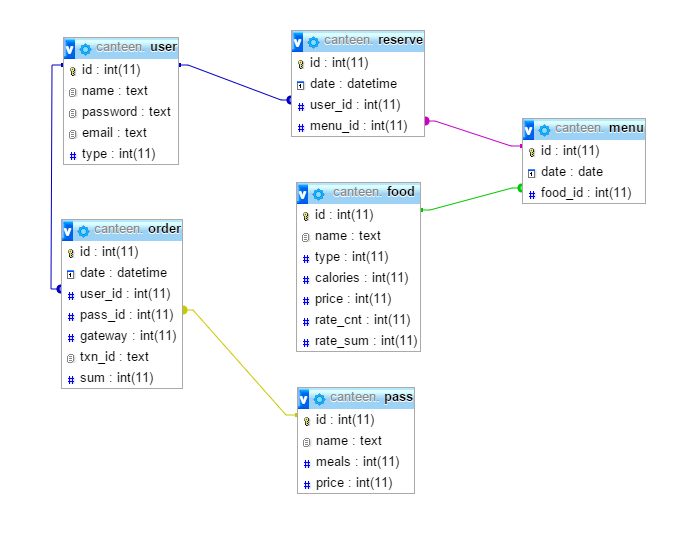 canteen. user
id : int(11)
name : text
password : text
email : text
type : int(11)
canteen. reserve
id : int(11)
date : datetime
user_id : int(11)
menu_id : int(11)
canteen. menu
id : int(11)
date : date
food_id : int(11)
canteen. food
id : int(11)
name : text
type : int(11)
calories : int(11)
price : int(11)
rate_cnt : int(11)
rate_sum : int(11)
canteen. order
id : int(11)
date : datetime
user_id : int(11)
pass_id : int(11)
gateway : int(11)
txn_id : text
sum : int(11)
canteen. pass
id : int(11)
name : text
meals : int(11)
price : int(11)